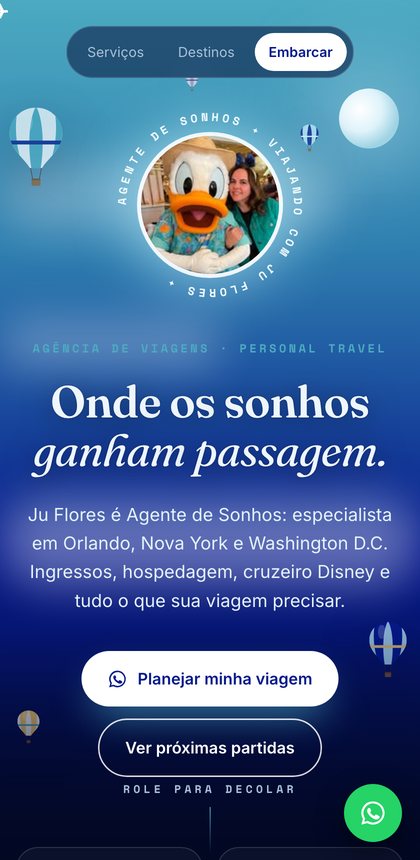 Serviços
Destinos
Embarcar
AGENTE DE SONHOS ✦ VIAJANDO COM JU FLORES ✦
AGÊNCIA DE VIAGENS · PERSONAL TRAVEL
Onde os sonhos
ganham passagem.
Ju Flores é Agente de Sonhos: especialista
em Orlando, Nova York e Washington D.C.
Ingressos, hospedagem, cruzeiro Disney e
tudo o que sua viagem precisar.
Planejar minha viagem
Ver próximas partidas
ROLE PARA DECOLAR